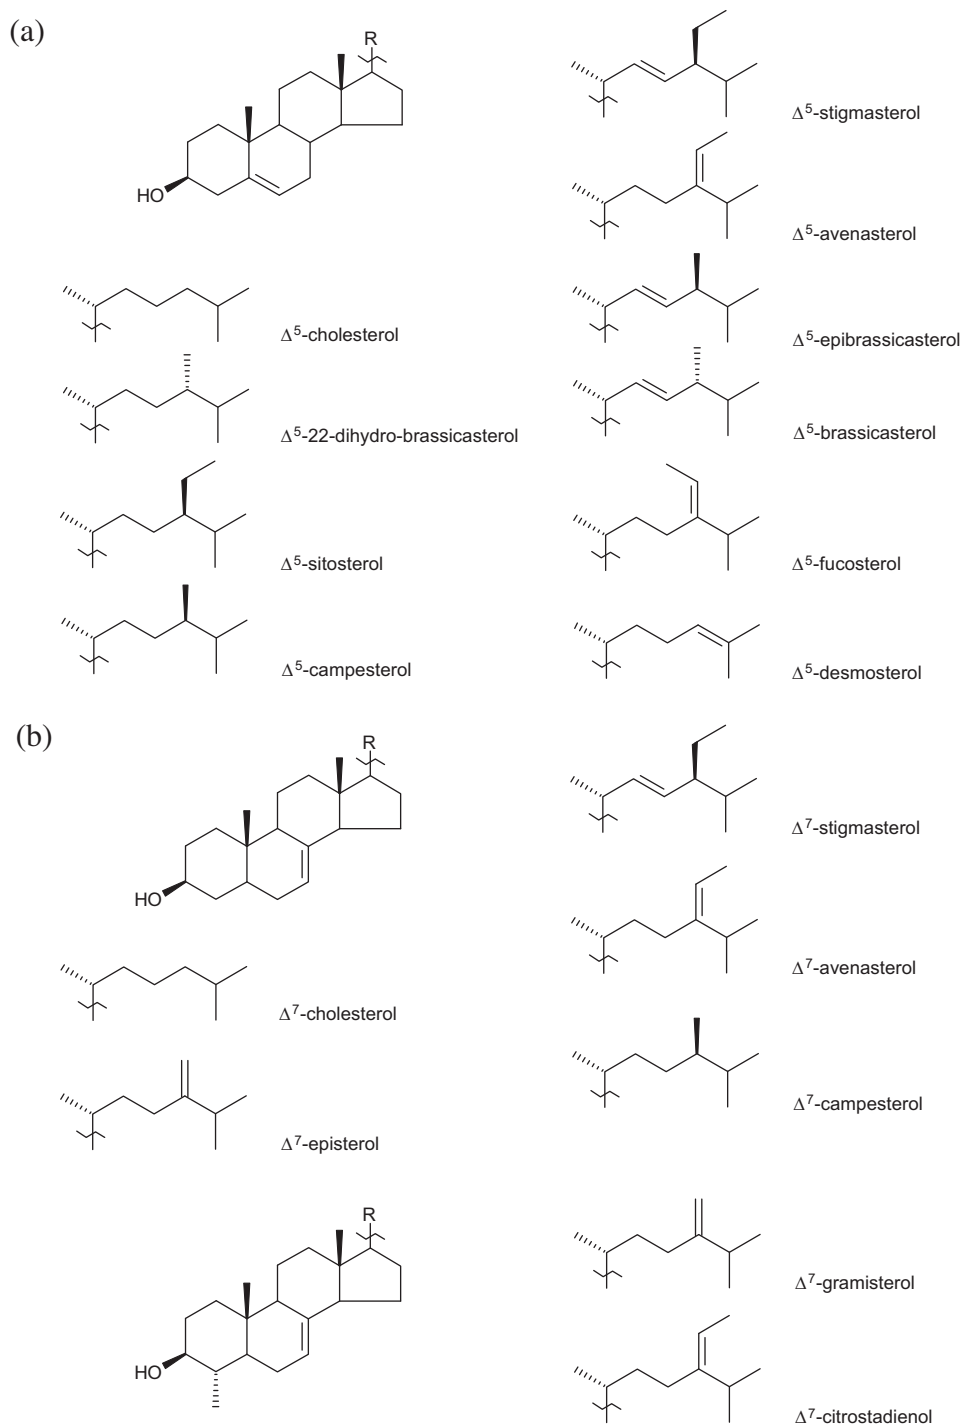 (a)
R
HO
Δ5-cholesterol
Δ5-22-dihydro-brassicasterol
Δ5-sitosterol
Δ5-campesterol
Δ5-stigmasterol
Δ5-avenasterol
Δ5-epibrassicasterol
Δ5-brassicasterol
Δ5-fucosterol
Δ5-desmosterol
(b)
R
HO
Δ7-cholesterol
Δ7-episterol
Δ7-stigmasterol
Δ7-avenasterol
Δ7-campesterol
R
HO
Δ7-gramisterol
Δ7-citrostadienol